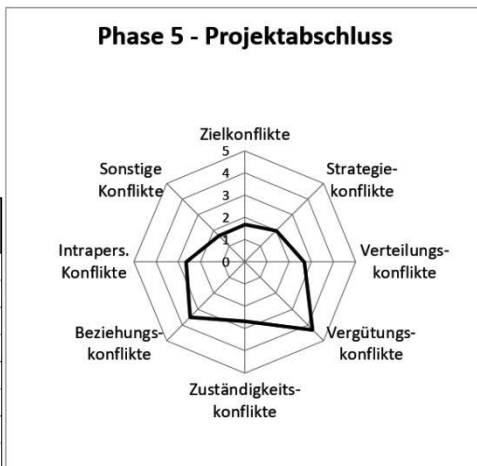 Phase 5 - Projektabschluss
Zielkonflikte
5
4
3
2
1
0
Strategie-
konflikte
Verteilungs-
konflikte
Vergütungs-
konflikte
Zuständigkeits-
konflikte
Beziehungs-
konflikte
Intrapers.
Konflikte
Sonstige
Konflikte